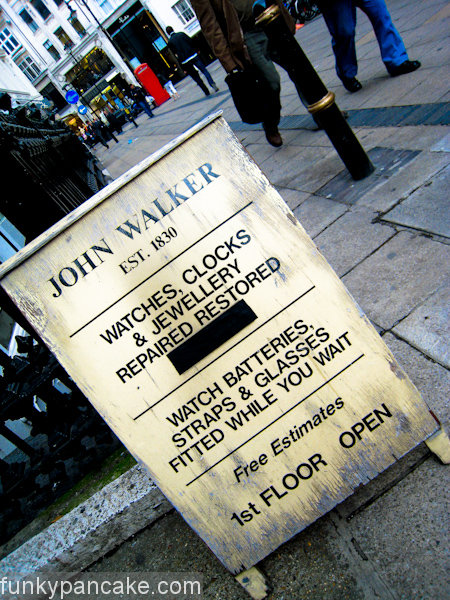 JOHN WALKER
EST. 1830
WATCHES, CLOCKS
& JEWELLERY
REPAIRED RESTORED
WATCH BATTERIES,
STRAPS & GLASSES
FITTED WHILE YOU WAIT
Free Estimates
1st FLOOR OPEN
funkypancake.com